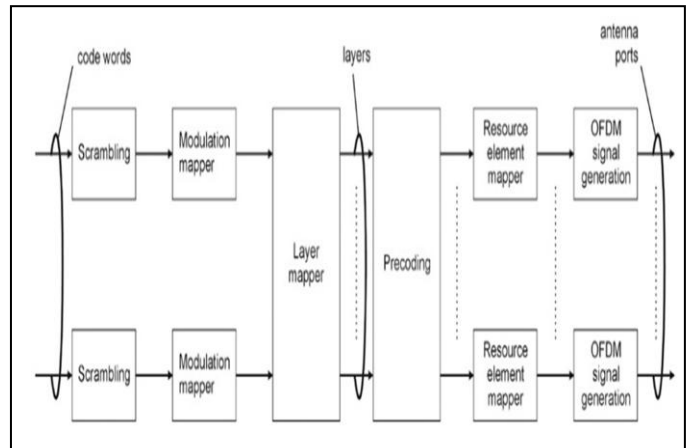 code words
layers
antenna
ports
Scrambling
Modulation
mapper
Layer
mapper
Precoding
Resource
element
mapper
OFDM
signal
generation
Scrambling
Modulation
mapper
Resource
element
mapper
OFDM
signal
generation